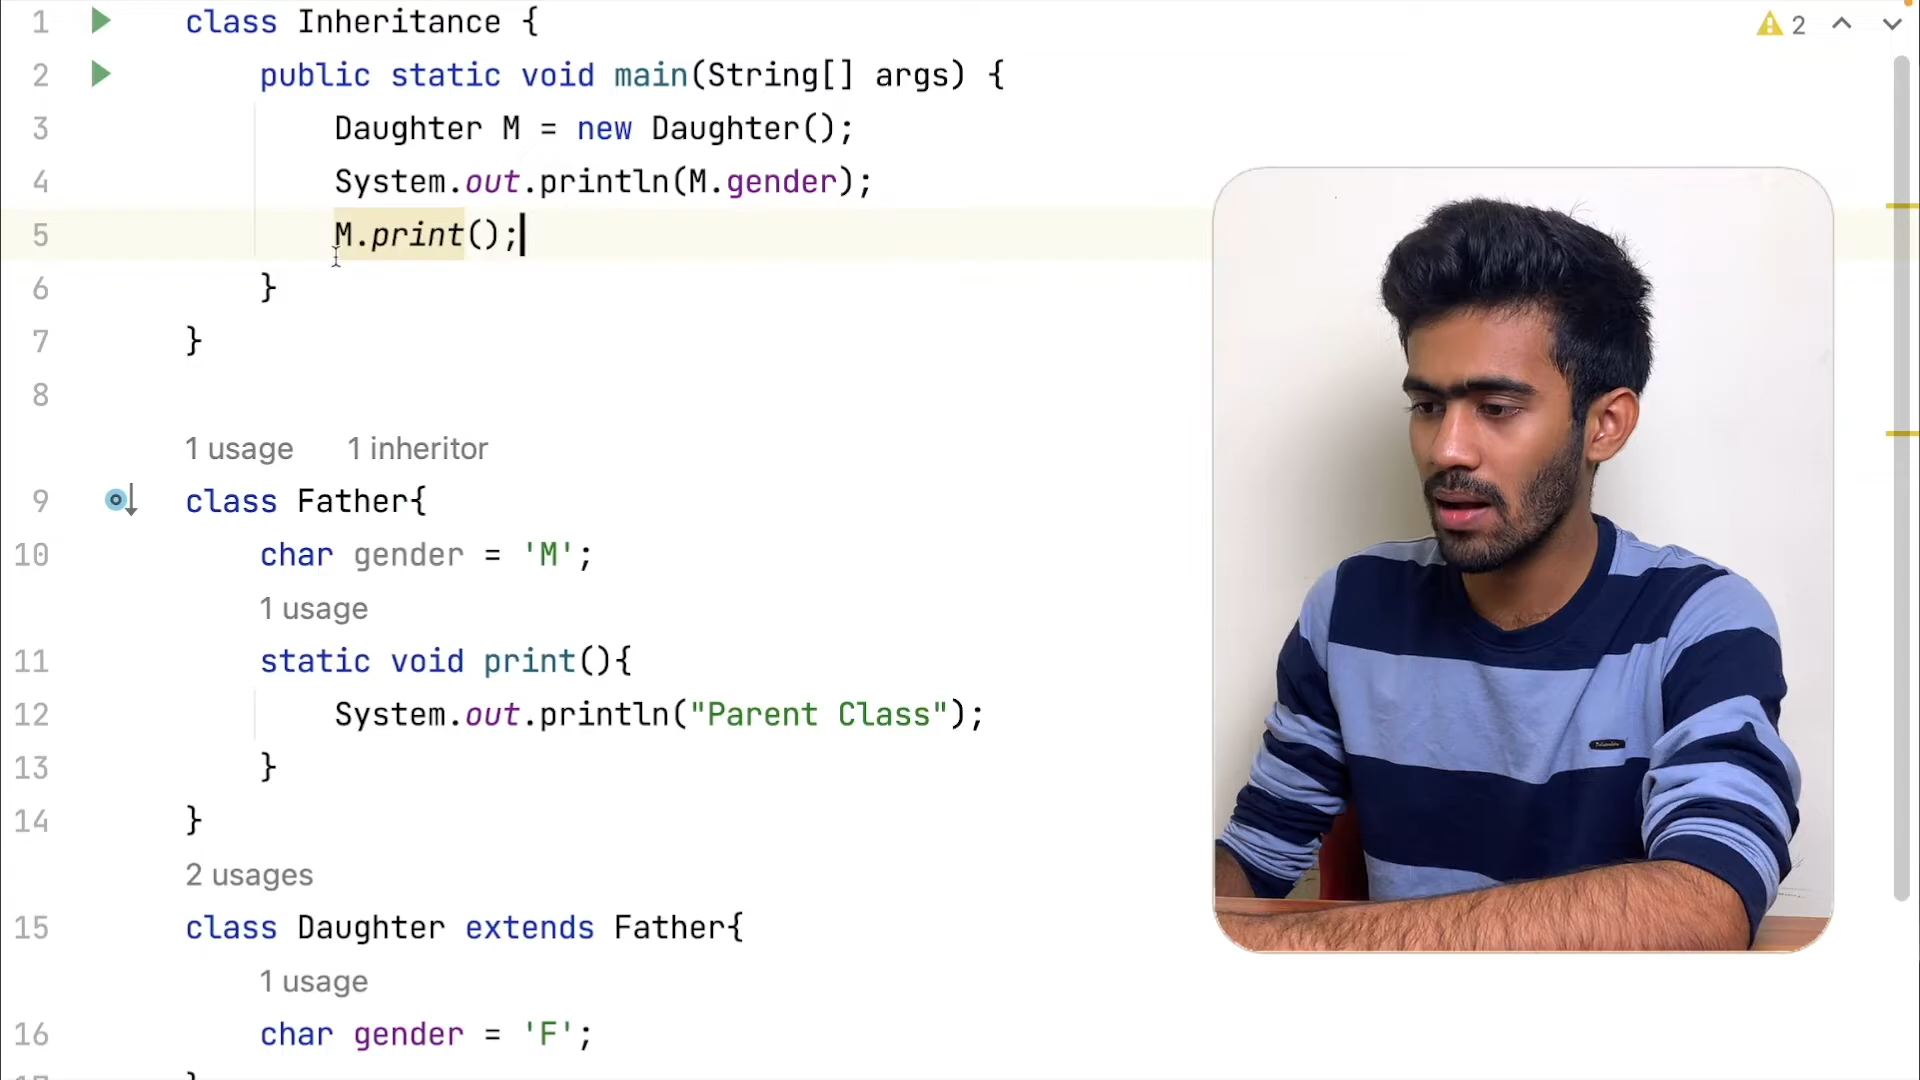 1 class Inheritance {
2 public static void main(String[] args) {
3 Daughter M = new Daughter();
4 System.out.println(M.gender);
5 M.print();
6 }
7 }
8
1 usage 1 inheritor
9 class Father{
10 char gender = 'M';
1 usage
11 static void print(){
12 System.out.println("Parent Class");
13 }
14 }
2 usages
15 class Daughter extends Father{
1 usage
16 char gender = 'F';
2